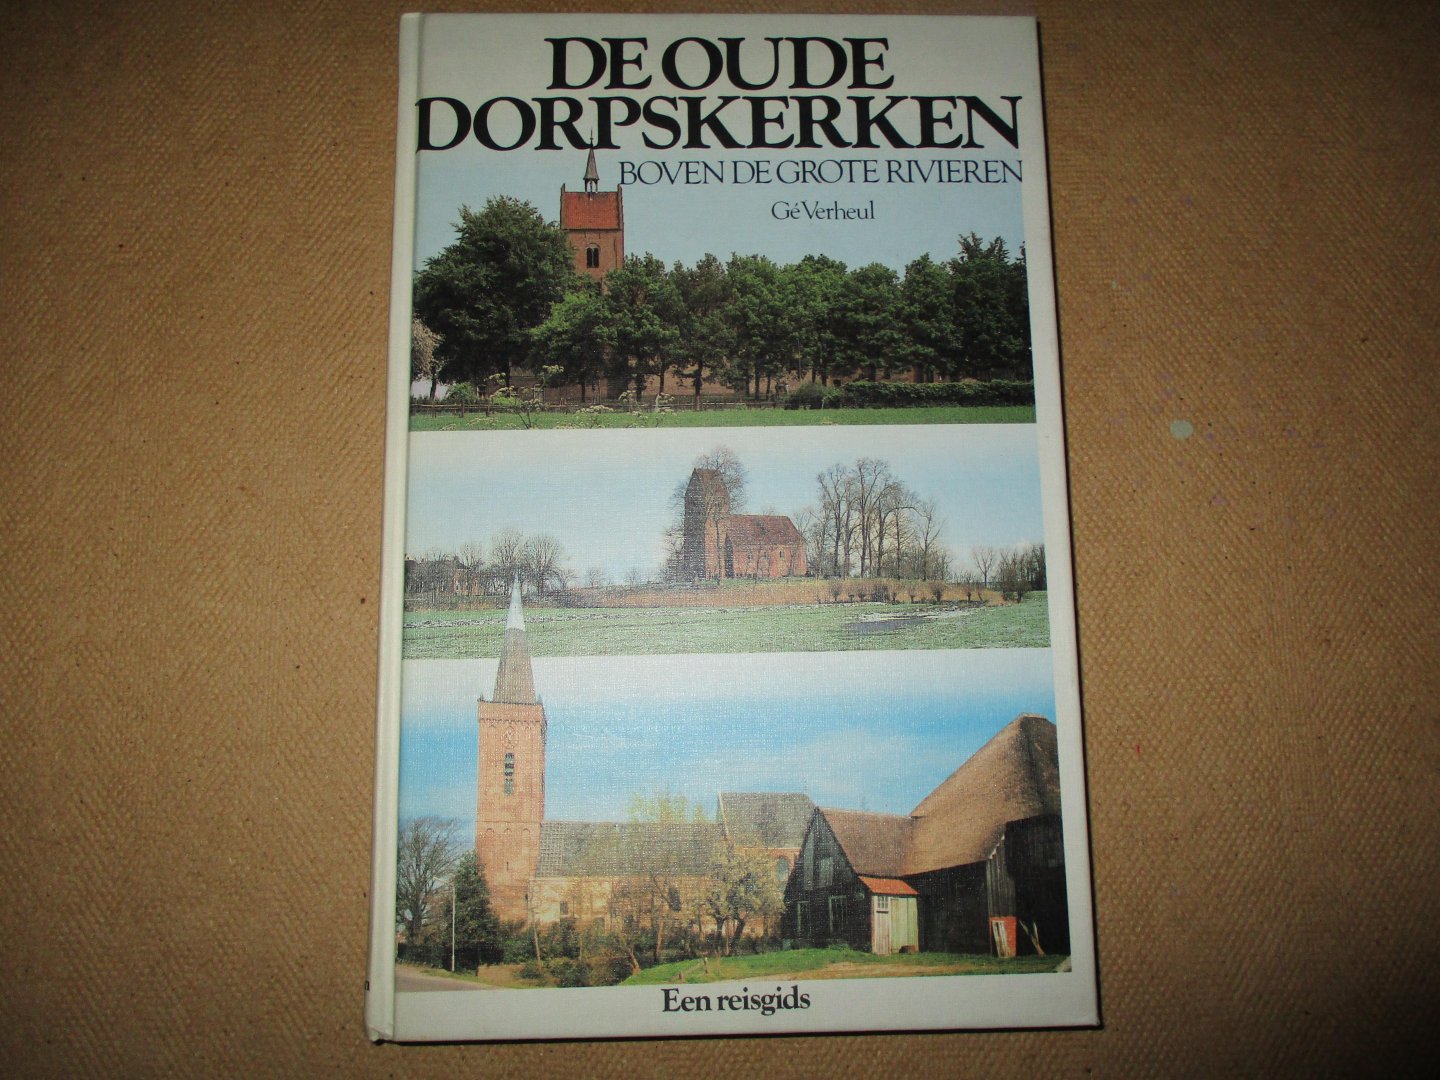 DE OUDE
DORPSKERKEN
BOVEN DE GROTE RIVIEREN
Gé Verheul
Een reisgids